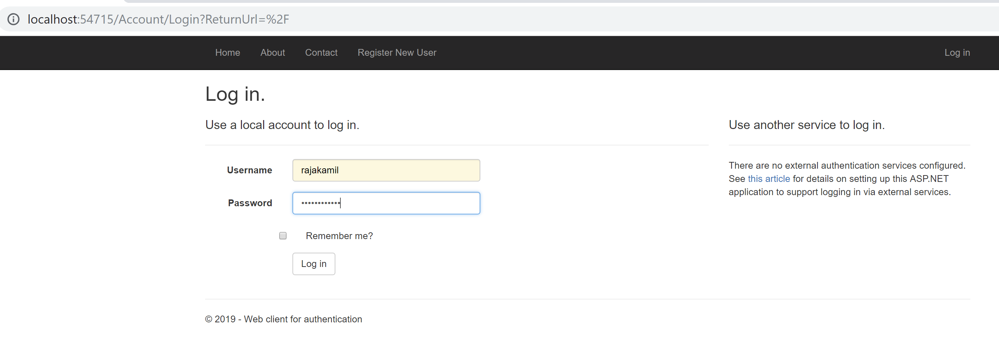 localhost:54715/Account/Login?ReturnUrl=%2F
Home About Contact Register New User Log in
Log in.
Use a local account to log in.
Use another service to log in.
Username rajakamil
Password ••••••••••••
Remember me?
Log in
There are no external authentication services configured.
See this article for details on setting up this ASP.NET
application to support logging in via external services.
© 2019 - Web client for authentication